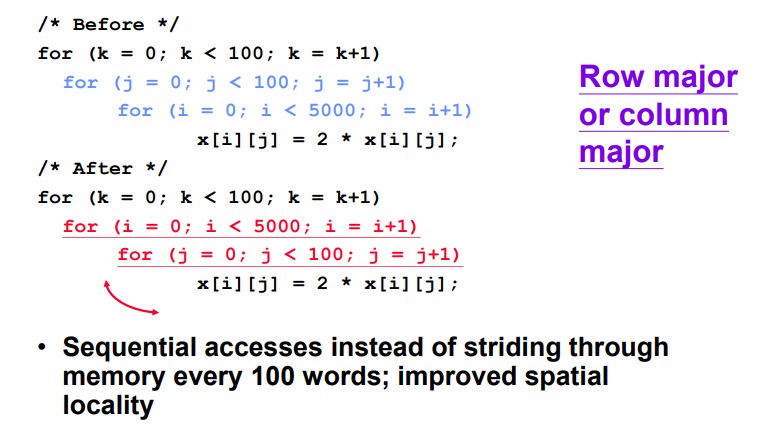 /* Before */
for (k = 0; k < 100; k = k+1)
for (j = 0; j < 100; j = j+1)
for (i = 0; i < 5000; i = i+1)
x[i][j] = 2 * x[i][j];
/* After */
for (k = 0; k < 100; k = k+1)
for (i = 0; i < 5000; i = i+1)
for (j = 0; j < 100; j = j+1)
x[i][j] = 2 * x[i][j];
Row major
or column
major
• Sequential accesses instead of striding through
memory every 100 words; improved spatial
locality